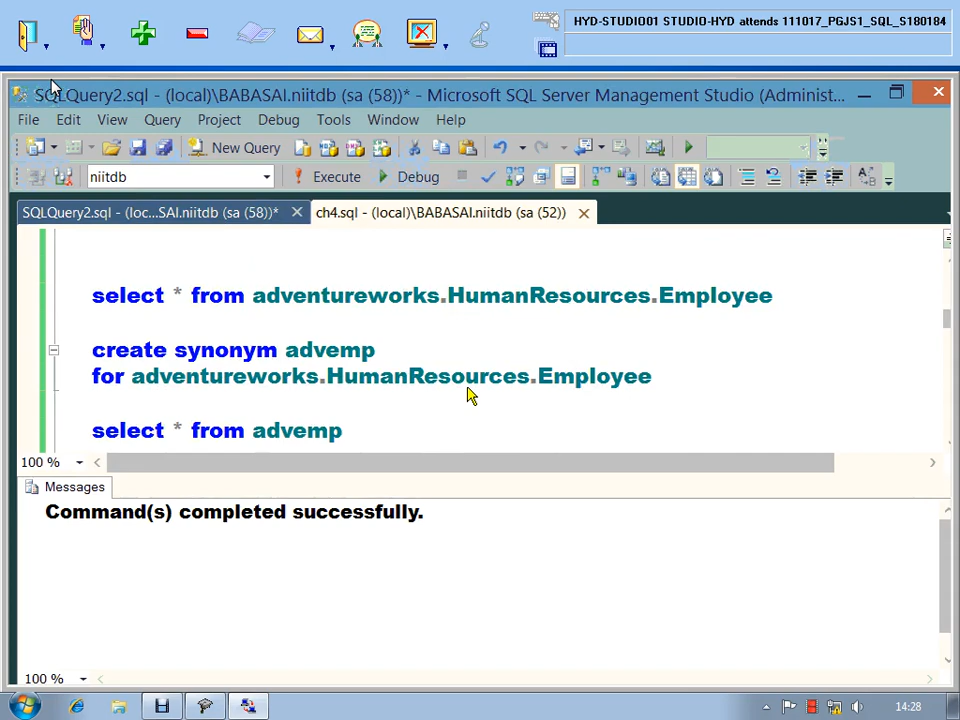 HYD-STUDIO01 STUDIO-HYD attends 111017_PGJS1_SQL_S180184
SQLQuery2.sql - (local)\BABASAI.niitdb (sa (58))* - Microsoft SQL Server Management Studio (Administ...
File Edit View Query Project Debug Tools Window Help
New Query
niitdb Execute Debug
SQLQuery2.sql - (loc...SAI.niitdb (sa (58))* ch4.sql - (local)\BABASAI.niitdb (sa (52))
select * from adventureworks.HumanResources.Employee
create synonym advemp
for adventureworks.HumanResources.Employee
select * from advemp
100 %
Messages
Command(s) completed successfully.
100 %
14:28